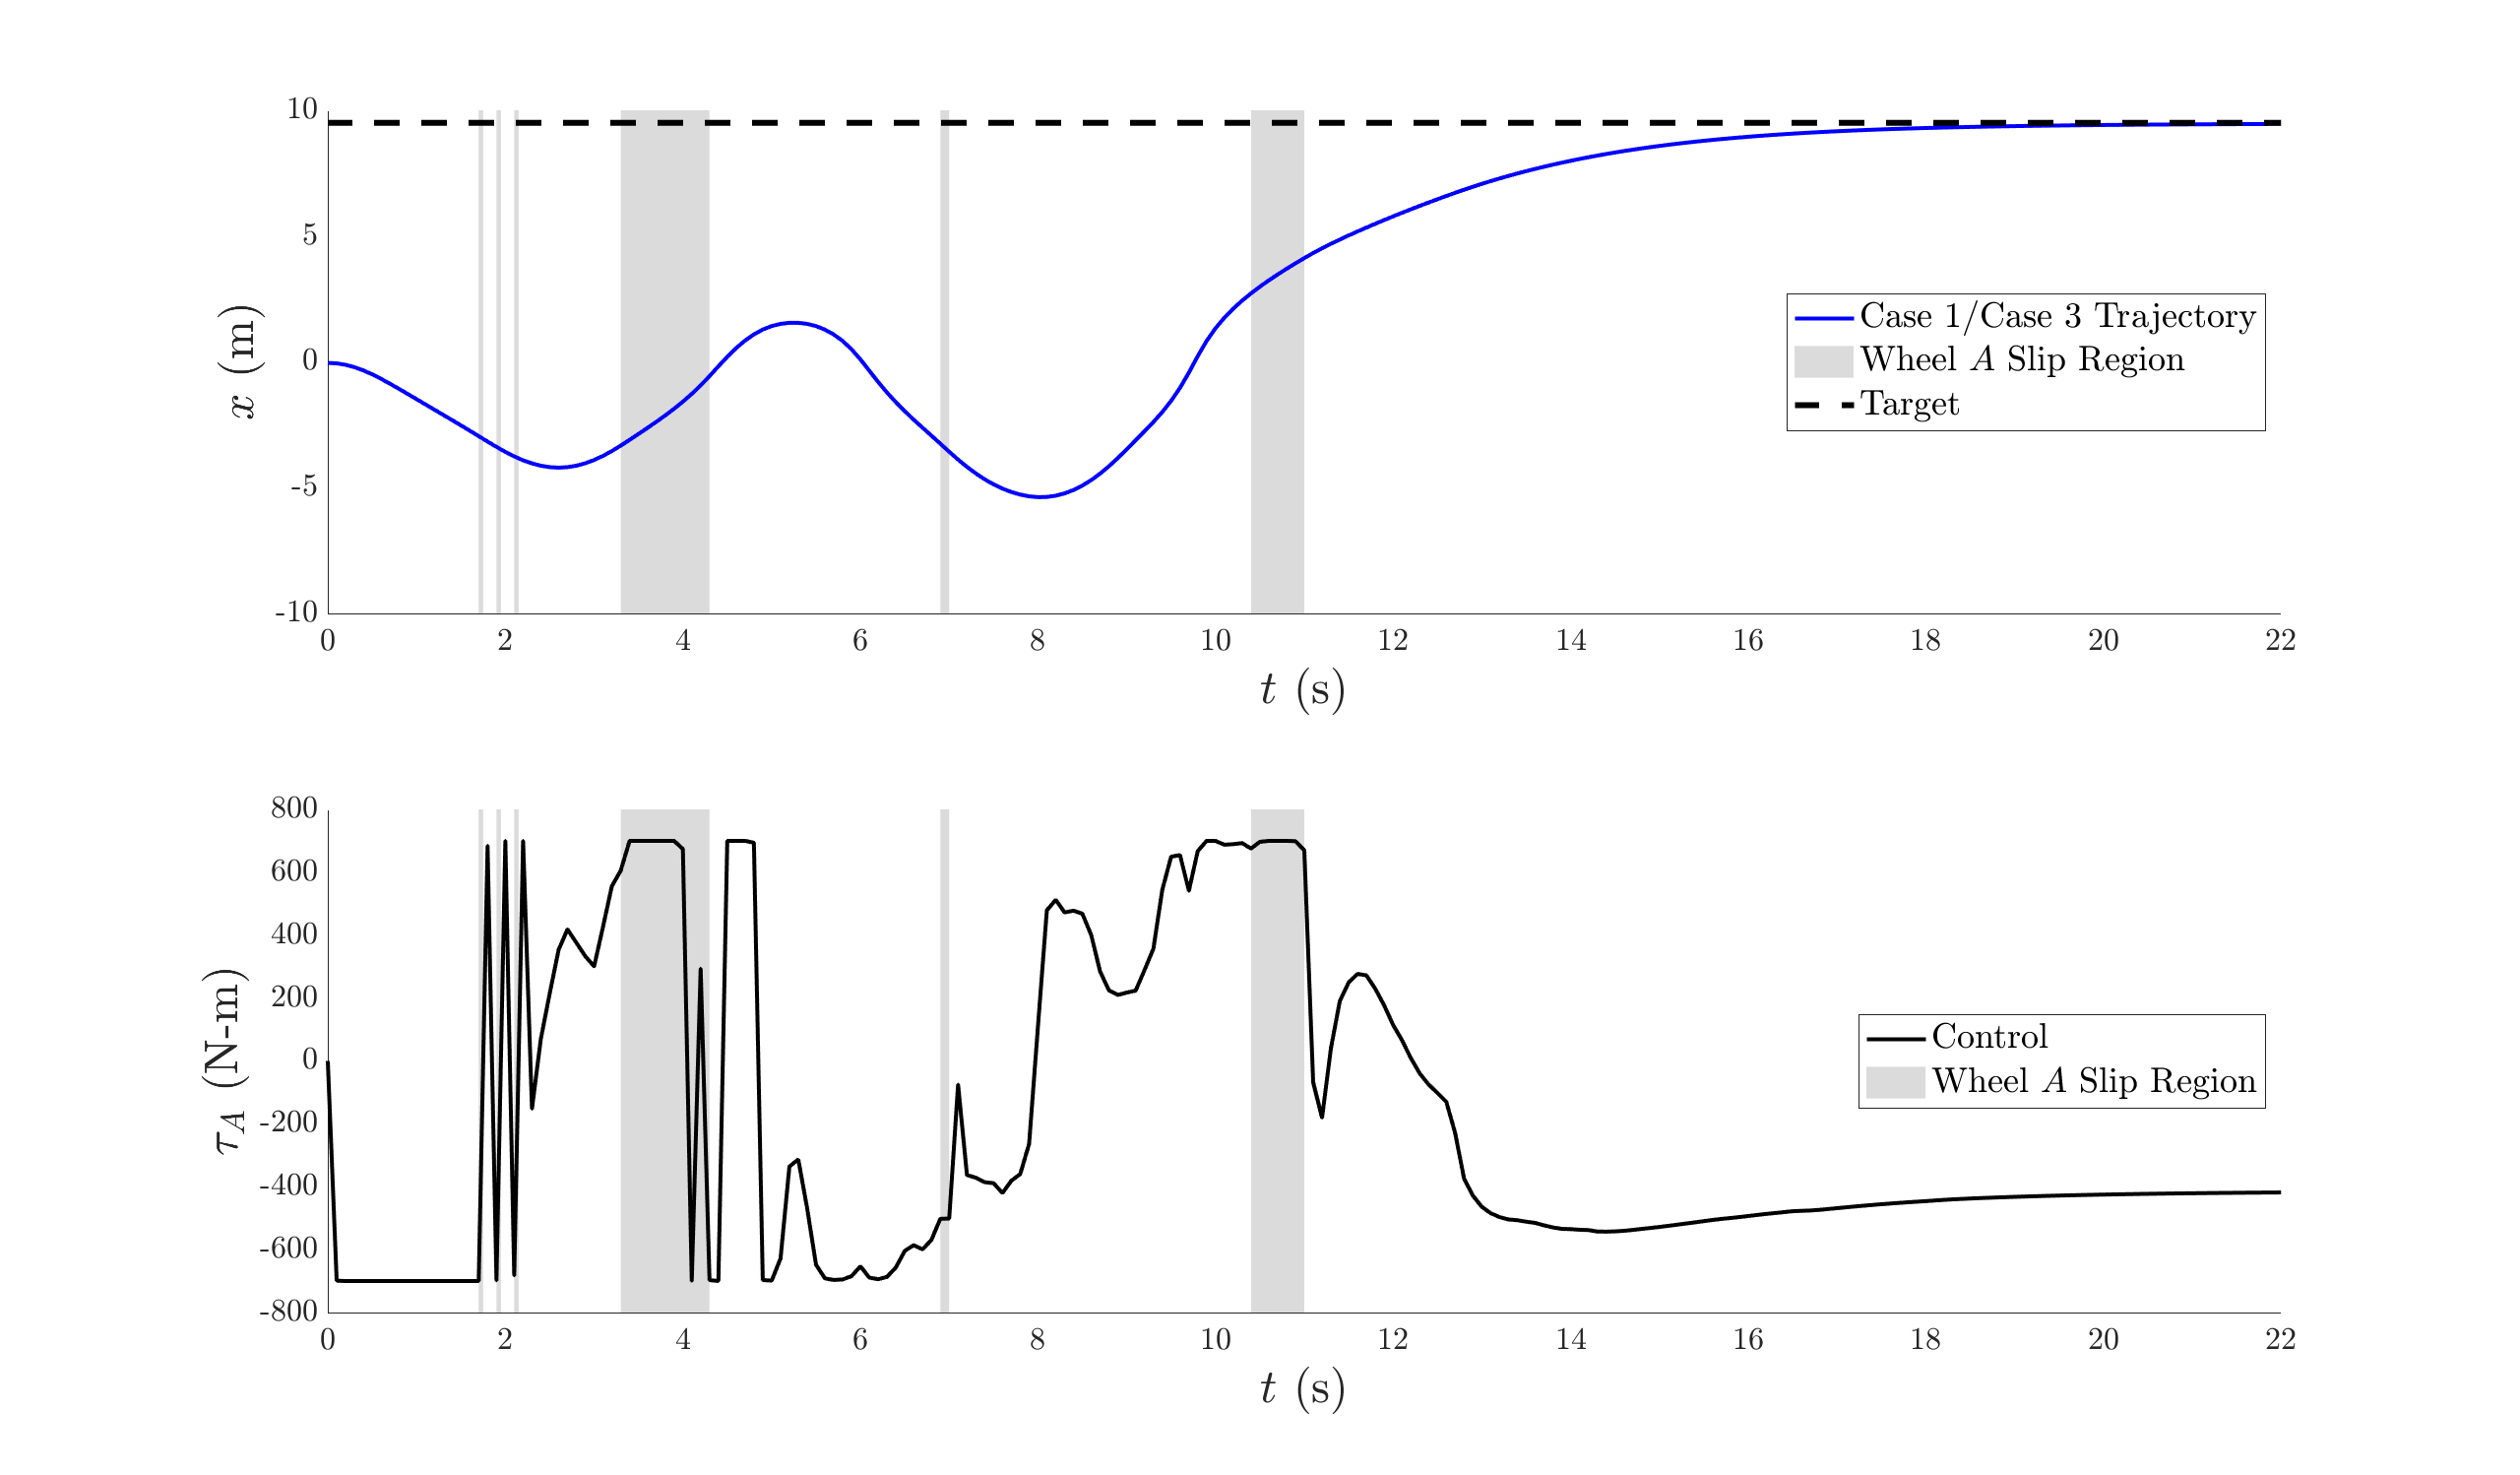 10
5
0
-5
-10
x (m)
0 2 4 6 8 10 12 14 16 18 20 22
t (s)
Case 1/Case 3 Trajectory
Wheel A Slip Region
Target
800
600
400
200
0
-200
-400
-600
-800
τA (N-m)
0 2 4 6 8 10 12 14 16 18 20 22
t (s)
Control
Wheel A Slip Region